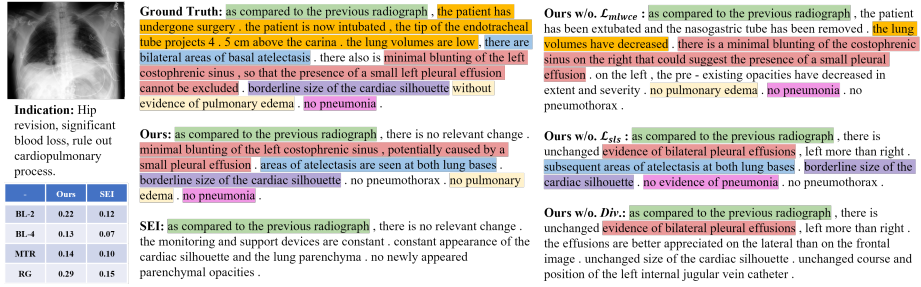 Indication: Hip
revision, significant
blood loss, rule out
cardiopulmonary
process.
- Ours SEI
BL-2 0.22 0.12
BL-4 0.13 0.07
MTR 0.14 0.10
RG 0.29 0.15
Ground Truth: as compared to the previous radiograph , the patient has
undergone surgery . the patient is now intubated , the tip of the endotracheal
tube projects 4 . 5 cm above the carina . the lung volumes are low , there are
bilateral areas of basal atelectasis . there also is minimal blunting of the left
costophrenic sinus , so that the presence of a small left pleural effusion
cannot be excluded . borderline size of the cardiac silhouette without
evidence of pulmonary edema . no pneumonia .
Ours: as compared to the previous radiograph , there is no relevant change .
minimal blunting of the left costophrenic sinus , potentially caused by a
small pleural effusion . areas of atelectasis are seen at both lung bases .
borderline size of the cardiac silhouette . no pneumothorax . no pulmonary
edema . no pneumonia .
SEI: as compared to the previous radiograph , there is no relevant change .
the monitoring and support devices are constant . constant appearance of the
cardiac silhouette and the lung parenchyma . no newly appeared
parenchymal opacities .
Ours w/o. ℒmlwce : as compared to the previous radiograph , the patient
has been extubated and the nasogastric tube has been removed . the lung
volumes have decreased . there is a minimal blunting of the costophrenic
sinus on the right that could suggest the presence of a small pleural
effusion . on the left , the pre - existing opacities have decreased in
extent and severity . no pulmonary edema . no pneumonia . no
pneumothorax .
Ours w/o. ℒsls : as compared to the previous radiograph , there is
unchanged evidence of bilateral pleural effusions , left more than right .
subsequent areas of atelectasis at both lung bases . borderline size of the
cardiac silhouette . no evidence of pneumonia . no pneumothorax .
Ours w/o. Div.: as compared to the previous radiograph , there is
unchanged evidence of bilateral pleural effusions , left more than right .
the effusions are better appreciated on the lateral than on the frontal
image . unchanged size of the cardiac silhouette . unchanged course and
position of the left internal jugular vein catheter .